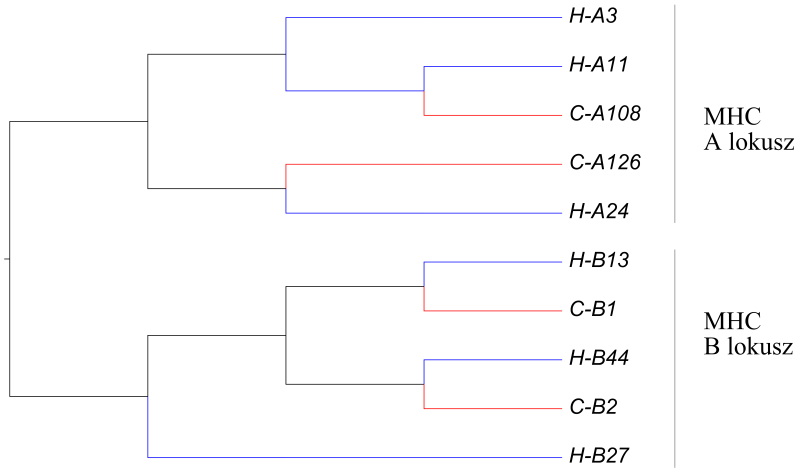 H-A3
H-A11
C-A108
C-A126
H-A24
MHC
A lokusz
H-B13
C-B1
H-B44
C-B2
H-B27
MHC
B lokusz